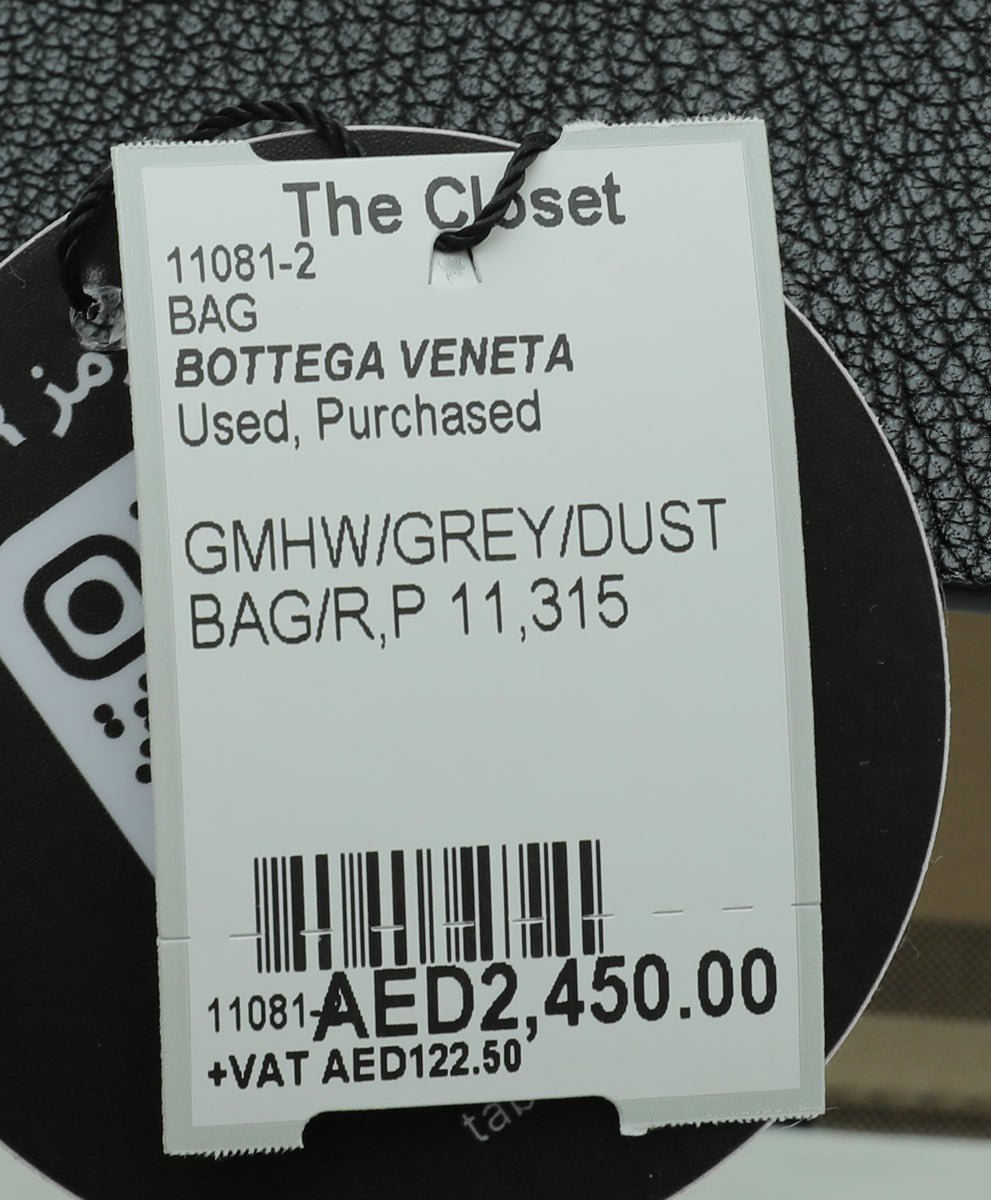 The Closet
11081-2
BAG
BOTTEGA VENETA
Used, Purchased
GMHW/GREY/DUST
BAG/R,P 11,315
11081-
AED2,450.00
+VAT AED122.50